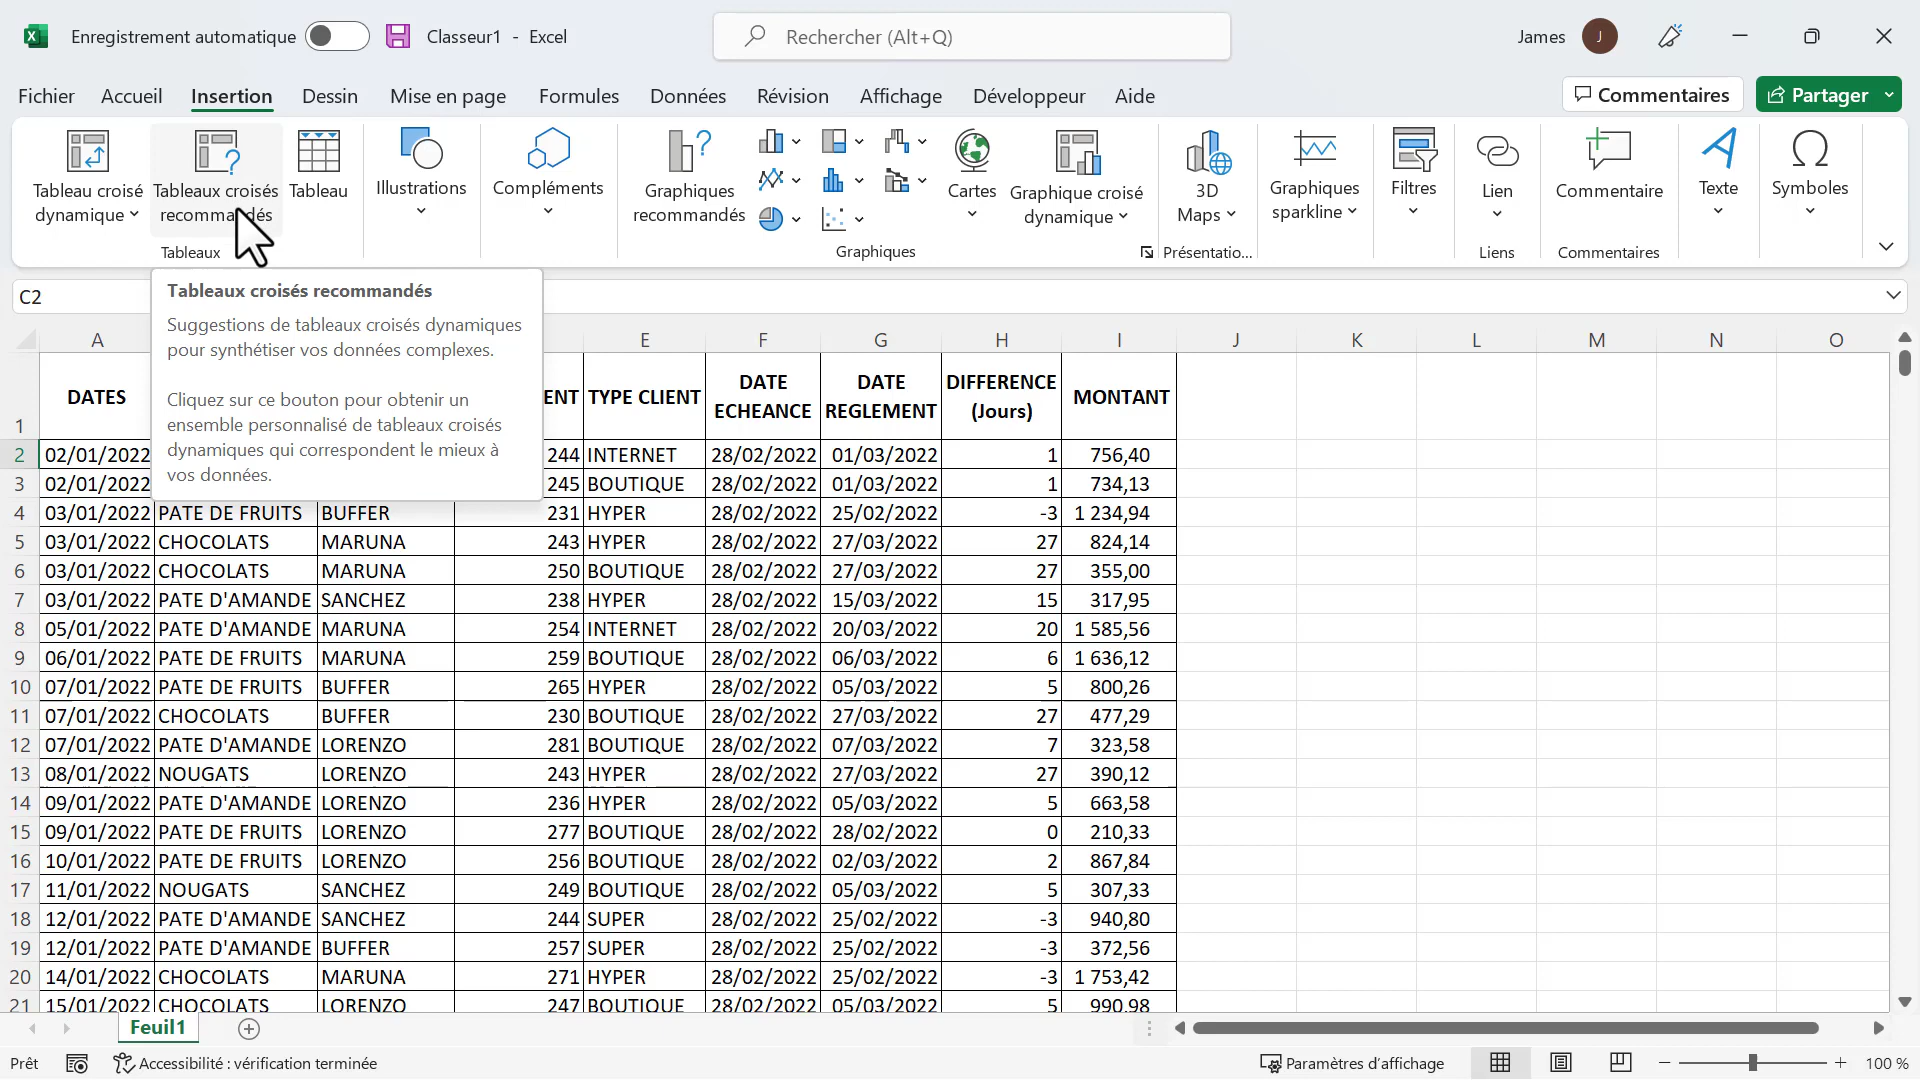 Enregistrement automatique
Classeur1 - Excel
Rechercher (Alt+Q)
James
J
Fichier Accueil Insertion Dessin Mise en page Formules Données Révision Affichage Développeur Aide
Commentaires
Partager
Tableau croisé dynamique
Tableaux croisés recommandés
Tableau
Illustrations
Compléments
Graphiques recommandés
Cartes
Graphique croisé dynamique
3D Maps
Graphiques sparkline
Filtres
Lien
Commentaire
Texte
Symboles
Tableaux
Graphiques
Présentatio...
Liens
Commentaires
C2
Tableaux croisés recommandés
Suggestions de tableaux croisés dynamiques
pour synthétiser vos données complexes.
Cliquez sur ce bouton pour obtenir un
ensemble personnalisé de tableaux croisés
dynamiques qui correspondent le mieux à
vos données.
A E F G H I J K L M N O
1 DATES ENT TYPE CLIENT DATE ECHEANCE DATE REGLEMENT DIFFERENCE (Jours) MONTANT
2 02/01/2022 244 INTERNET 28/02/2022 01/03/2022 1 756,40
3 02/01/2022 245 BOUTIQUE 28/02/2022 01/03/2022 1 734,13
4 03/01/2022 PATE DE FRUITS BUFFER 231 HYPER 28/02/2022 25/02/2022 -3 1 234,94
5 03/01/2022 CHOCOLATS MARUNA 243 HYPER 28/02/2022 27/03/2022 27 824,14
6 03/01/2022 CHOCOLATS MARUNA 250 BOUTIQUE 28/02/2022 27/03/2022 27 355,00
7 03/01/2022 PATE D'AMANDE SANCHEZ 238 HYPER 28/02/2022 15/03/2022 15 317,95
8 05/01/2022 PATE D'AMANDE MARUNA 254 INTERNET 28/02/2022 20/03/2022 20 1 585,56
9 06/01/2022 PATE DE FRUITS MARUNA 259 BOUTIQUE 28/02/2022 06/03/2022 6 1 636,12
10 07/01/2022 PATE DE FRUITS BUFFER 265 HYPER 28/02/2022 05/03/2022 5 800,26
11 07/01/2022 CHOCOLATS BUFFER 230 BOUTIQUE 28/02/2022 27/03/2022 27 477,29
12 07/01/2022 PATE D'AMANDE LORENZO 281 BOUTIQUE 28/02/2022 07/03/2022 7 323,58
13 08/01/2022 NOUGATS LORENZO 243 HYPER 28/02/2022 27/03/2022 27 390,12
14 09/01/2022 PATE D'AMANDE LORENZO 236 HYPER 28/02/2022 05/03/2022 5 663,58
15 09/01/2022 PATE DE FRUITS LORENZO 277 BOUTIQUE 28/02/2022 28/02/2022 0 210,33
16 10/01/2022 PATE DE FRUITS LORENZO 256 BOUTIQUE 28/02/2022 02/03/2022 2 867,84
17 11/01/2022 NOUGATS SANCHEZ 249 BOUTIQUE 28/02/2022 05/03/2022 5 307,33
18 12/01/2022 PATE D'AMANDE SANCHEZ 244 SUPER 28/02/2022 25/02/2022 -3 940,80
19 12/01/2022 PATE D'AMANDE BUFFER 257 SUPER 28/02/2022 25/02/2022 -3 372,56
20 14/01/2022 CHOCOLATS MARUNA 271 HYPER 28/02/2022 25/02/2022 -3 1 753,42
21 15/01/2022 CHOCOLATS LORENZO 247 BOUTIQUE 28/02/2022 05/03/2022 5 990,98
Feuil1
Prêt
Accessibilité : vérification terminée
Paramètres d'affichage
100 %